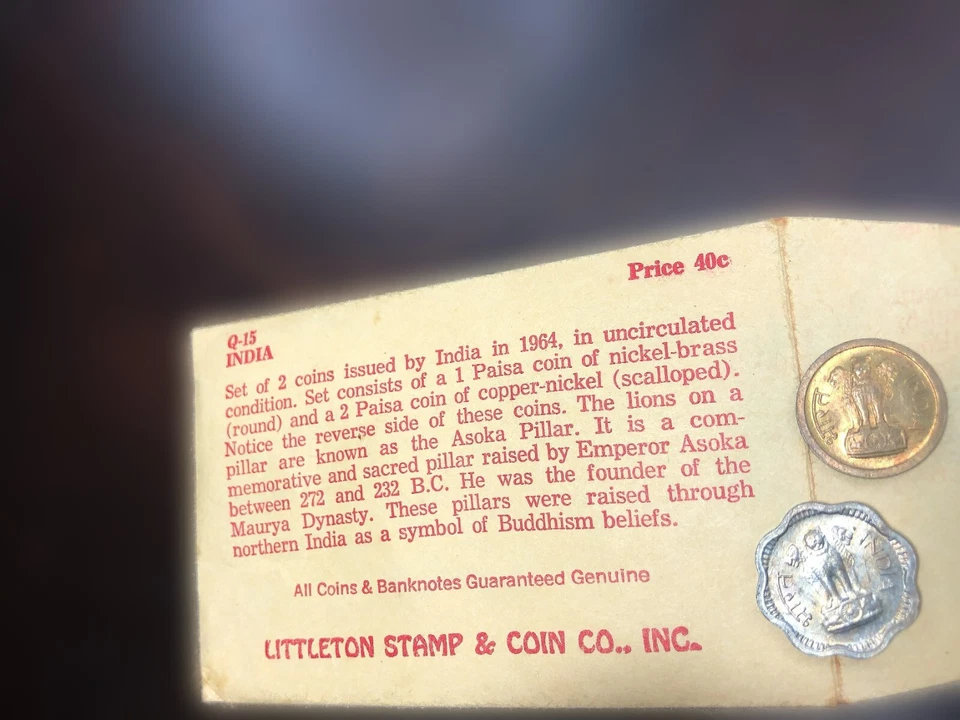 Price 40c
Q-15
INDIA
Set of 2 coins issued by India in 1964, in uncirculated
condition. Set consists of a 1 Paisa coin of nickel-brass
(round) and a 2 Paisa coin of copper-nickel (scalloped).
Notice the reverse side of these coins. The lions on a
pillar are known as the Asoka Pillar. It is a com-
memorative and sacred pillar raised by Emperor Asoka
between 272 and 232 B.C. He was the founder of the
Maurya Dynasty. These pillars were raised through
northern India as a symbol of Buddhism beliefs.
All Coins & Banknotes Guaranteed Genuine
LITTLETON STAMP & COIN CO., INC.
भारत
भारत
INDIA